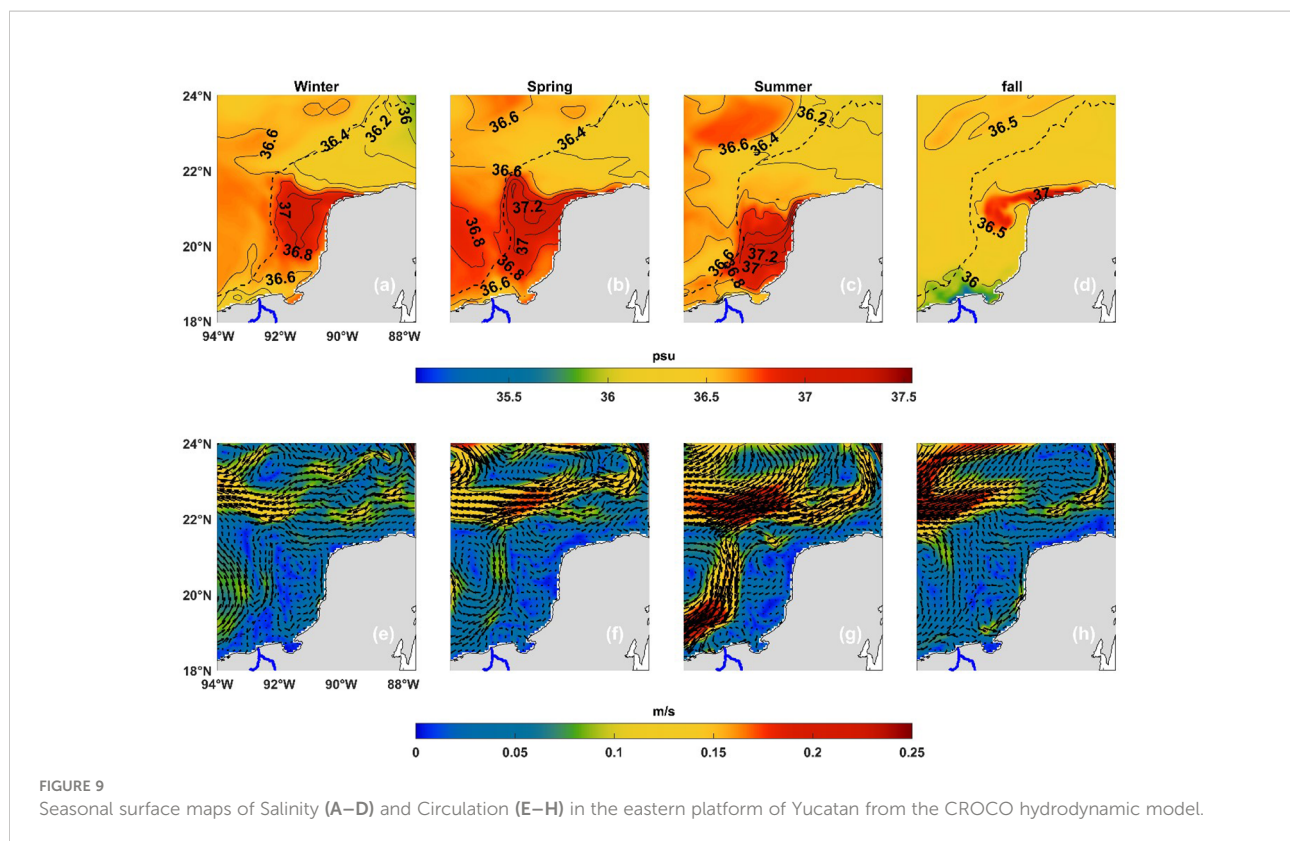 Winter Spring Summer fall
24°N
22°N
20°N
18°N
36.6 36.4 36.2 36 37 36.8 36.6 (a)
36.6 36.4 36.6 37.2 36.8 37 36.8 36.6 (b)
36.2 36.6 36.4 36.6 37.2 36.8 37 (c)
36.5 37 36.5 36 (d)
94°W 92°W 90°W 88°W
psu
35.5 36 36.5 37 37.5
24°N
22°N
20°N
18°N
(e) (f) (g) (h)
94°W 92°W 90°W 88°W
m/s
0 0.05 0.1 0.15 0.2 0.25
FIGURE 9
Seasonal surface maps of Salinity (A–D) and Circulation (E–H) in the eastern platform of Yucatan from the CROCO hydrodynamic model.